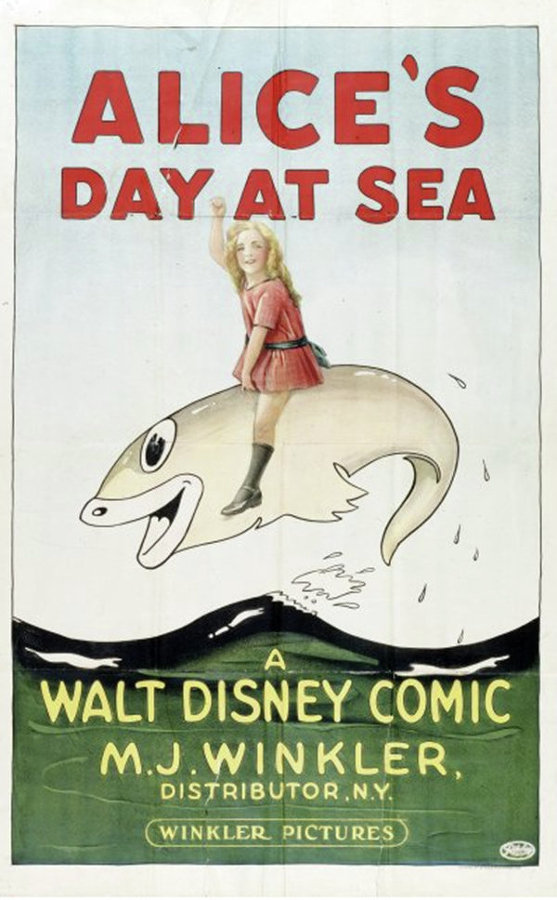 ALICE'S
DAY AT SEA
A
WALT DISNEY COMIC
M.J. WINKLER,
DISTRIBUTOR, N.Y.
WINKLER PICTURES